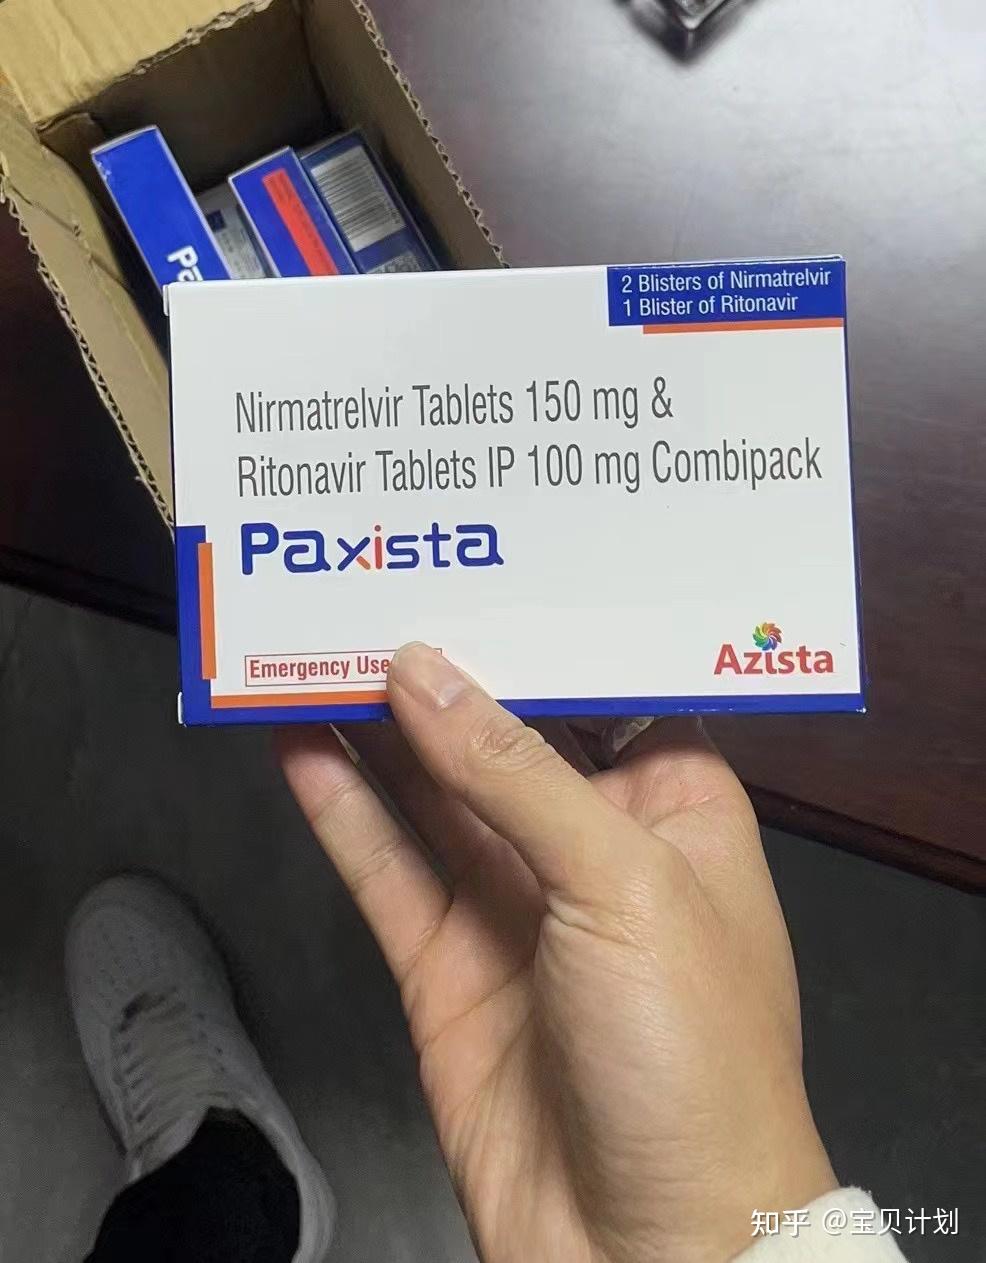 Pa
2 Blisters of Nirmatrelvir
1 Blister of Ritonavir
Nirmatrelvir Tablets 150 mg &
Ritonavir Tablets IP 100 mg Combipack
Paxista
Emergency Use
Azista
知乎 @宝贝计划